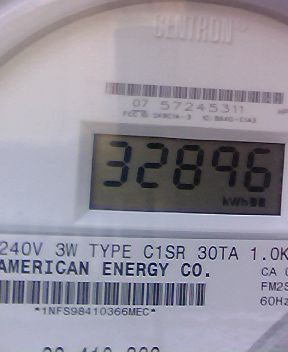 CENTRON
07 57245311
32896
kWh
240V 3W TYPE C1SR 30TA 1.0K
AMERICAN ENERGY CO.
CA
FM2S
60Hz
*1NFS98410366MEC*